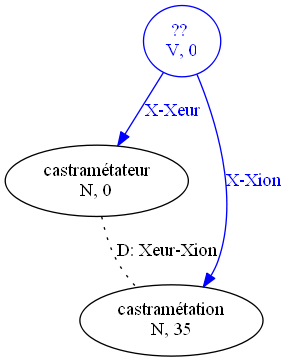 ??
V, 0
X-Xeur
castramétateur
N, 0
X-Xion
D: Xeur-Xion
castramétation
N, 35